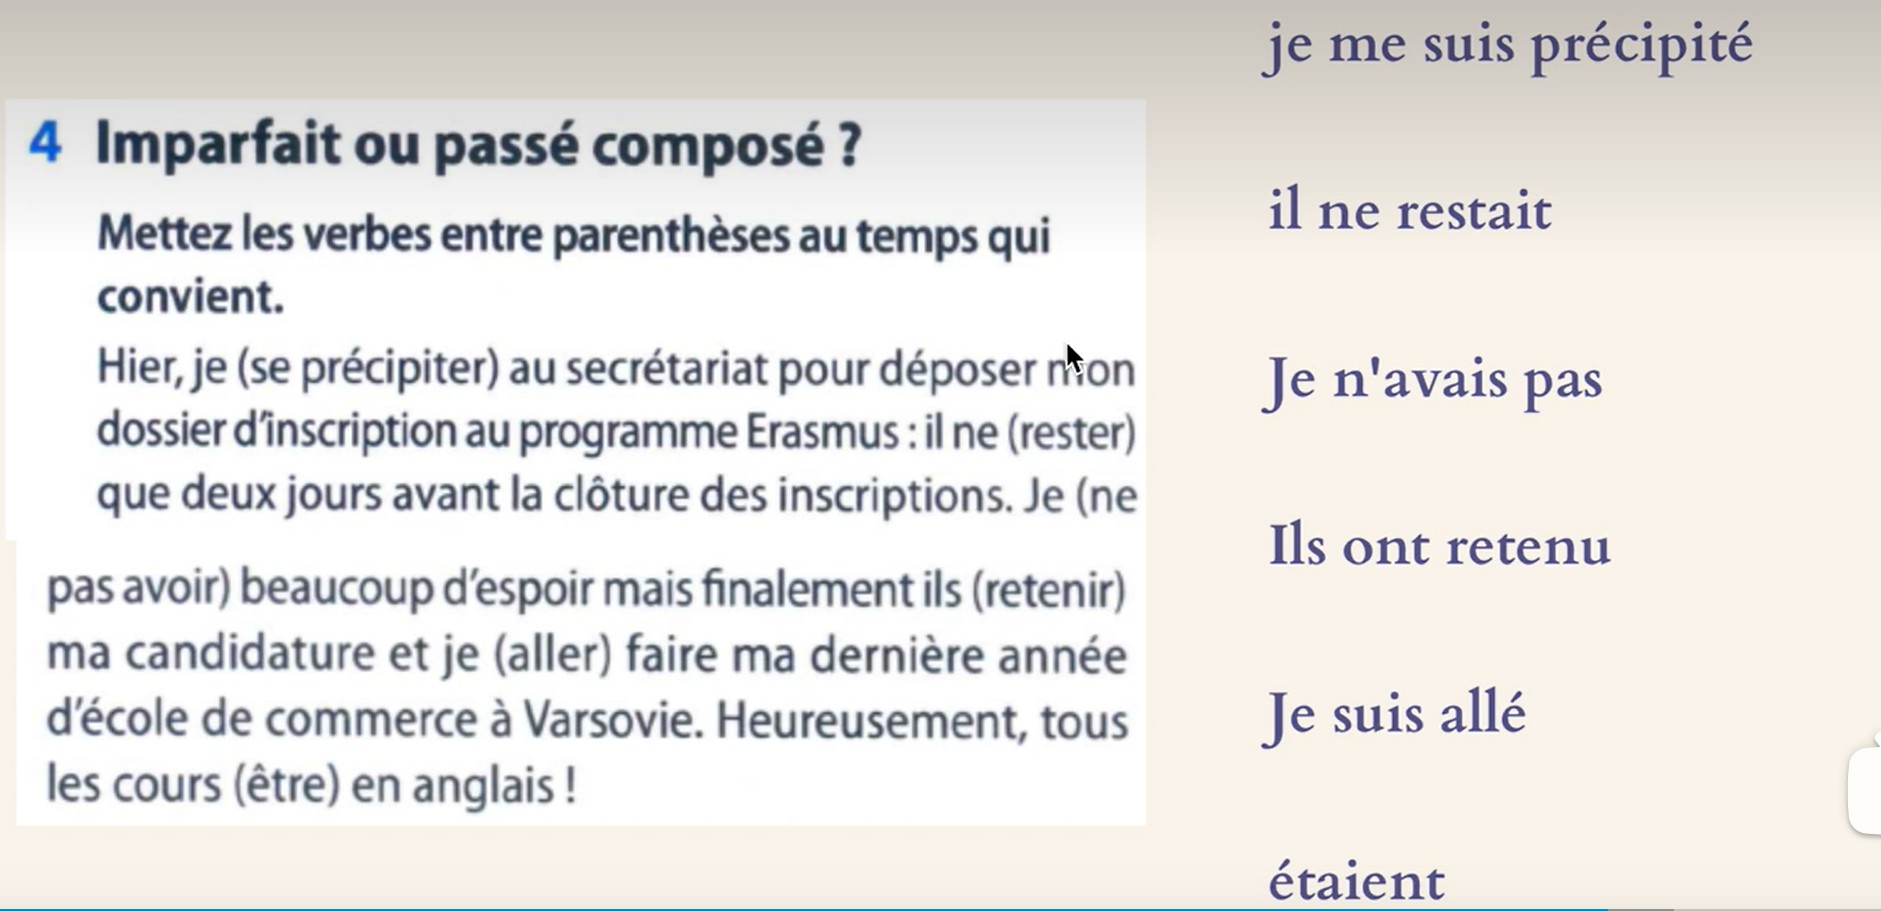 4 Imparfait ou passé composé ?
Mettez les verbes entre parenthèses au temps qui
convient.
Hier, je (se précipiter) au secrétariat pour déposer mon
dossier d'inscription au programme Erasmus : il ne (rester)
que deux jours avant la clôture des inscriptions. Je (ne
pas avoir) beaucoup d'espoir mais finalement ils (retenir)
ma candidature et je (aller) faire ma dernière année
d'école de commerce à Varsovie. Heureusement, tous
les cours (être) en anglais !
je me suis précipité
il ne restait
Je n'avais pas
Ils ont retenu
Je suis allé
étaient